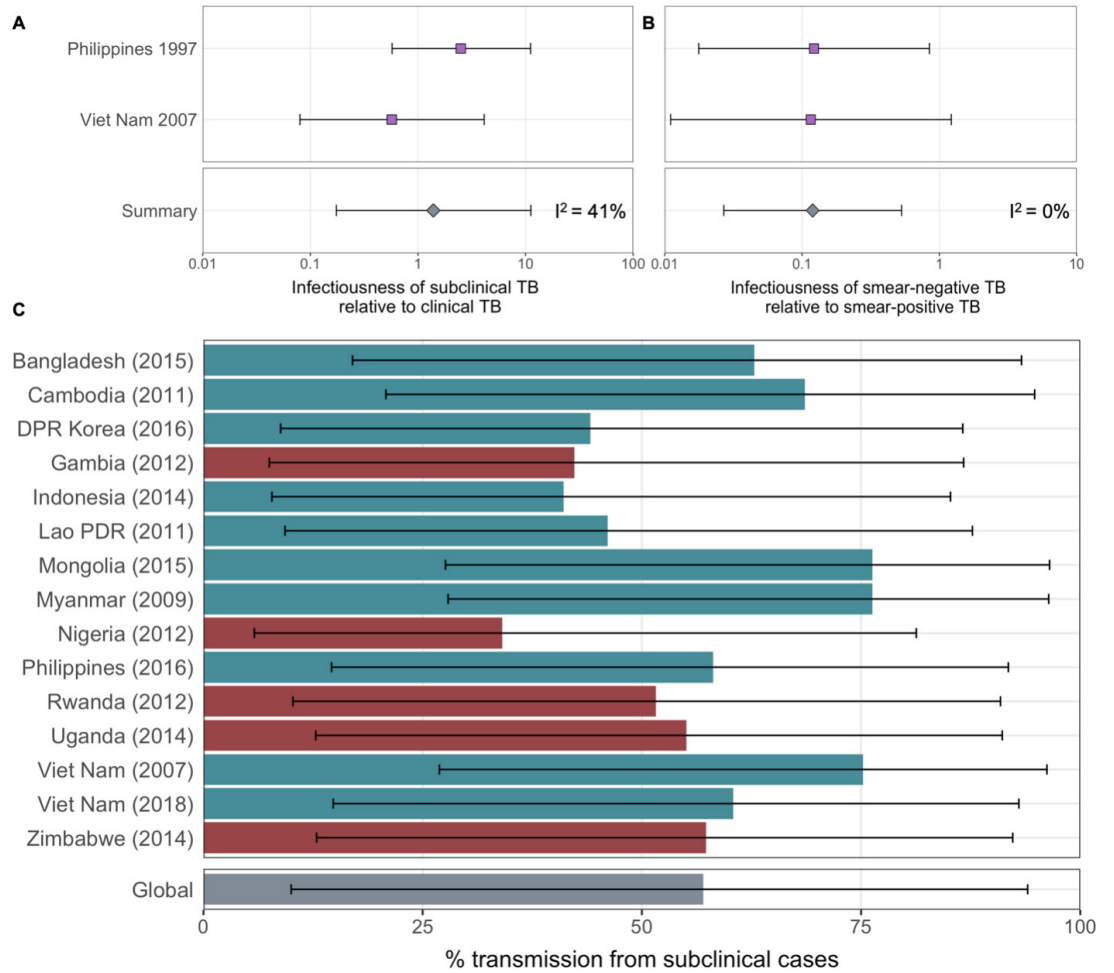 A
B
Philippines 1997
Viet Nam 2007
Summary
I² = 41%
I² = 0%
0.01 0.1 1 10 100
0.01 0.1 1 10
Infectiousness of subclinical TB
relative to clinical TB
Infectiousness of smear-negative TB
relative to smear-positive TB
C
Bangladesh (2015)
Cambodia (2011)
DPR Korea (2016)
Gambia (2012)
Indonesia (2014)
Lao PDR (2011)
Mongolia (2015)
Myanmar (2009)
Nigeria (2012)
Philippines (2016)
Rwanda (2012)
Uganda (2014)
Viet Nam (2007)
Viet Nam (2018)
Zimbabwe (2014)
Global
0 25 50 75 100
% transmission from subclinical cases